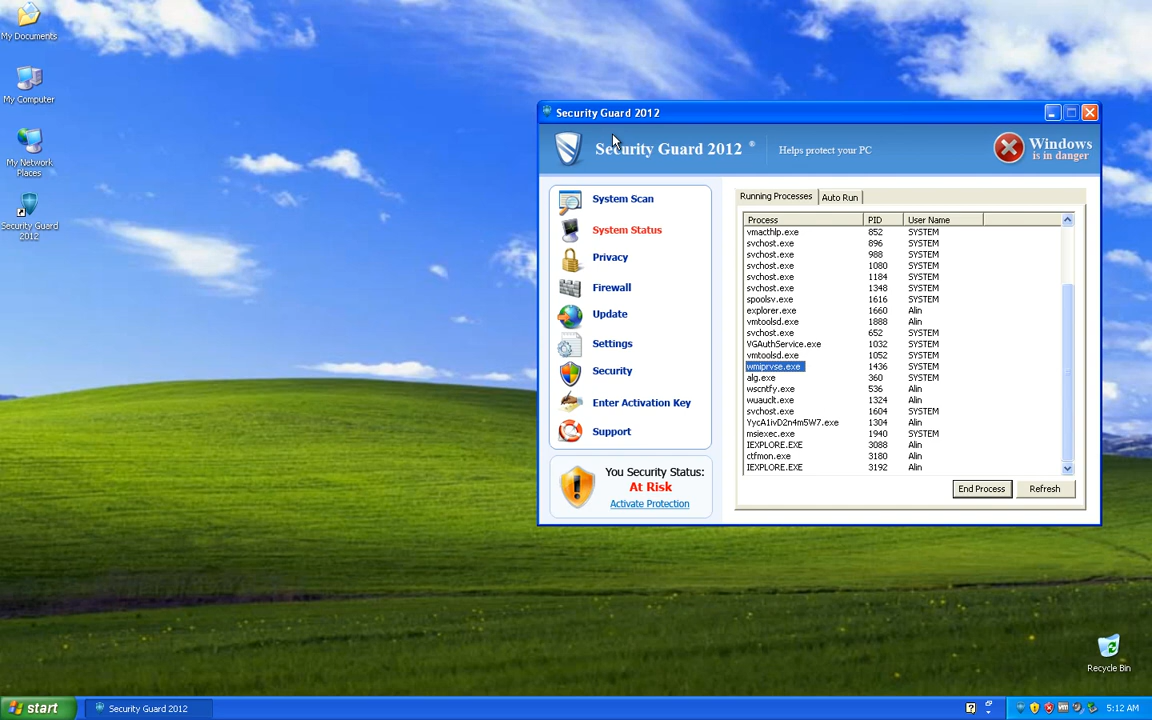 My Documents
My Computer
My Network
Places
Security Guard
2012
Security Guard 2012
Security Guard 2012 ®
Helps protect your PC
Windows
is in danger
System Scan
System Status
Privacy
Firewall
Update
Settings
Security
Enter Activation Key
Support
You Security Status:
At Risk
Activate Protection
Running Processes Auto Run
Process PID User Name
vmacthlp.exe 852 SYSTEM
svchost.exe 896 SYSTEM
svchost.exe 988 SYSTEM
svchost.exe 1080 SYSTEM
svchost.exe 1184 SYSTEM
svchost.exe 1348 SYSTEM
spoolsv.exe 1616 SYSTEM
explorer.exe 1660 Alin
vmtoolsd.exe 1888 Alin
svchost.exe 652 SYSTEM
VGAuthService.exe 1032 SYSTEM
vmtoolsd.exe 1052 SYSTEM
wmiprvse.exe 1436 SYSTEM
alg.exe 360 SYSTEM
wscntfy.exe 536 Alin
wuauclt.exe 1324 Alin
svchost.exe 1604 SYSTEM
YycA1ivD2n4m5W7.exe 1304 Alin
msiexec.exe 1940 SYSTEM
IEXPLORE.EXE 3088 Alin
ctfmon.exe 3180 Alin
IEXPLORE.EXE 3192 Alin
End Process Refresh
Recycle Bin
start Security Guard 2012 5:12 AM